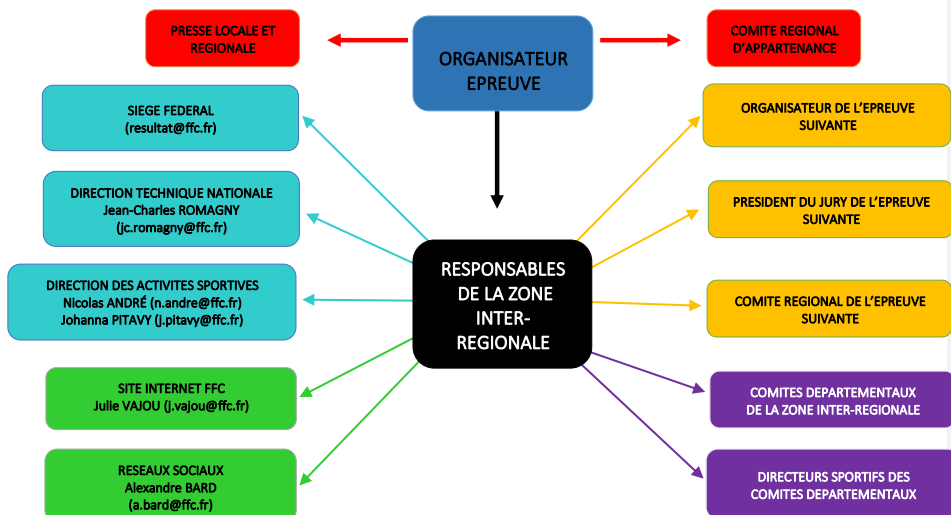 PRESSE LOCALE ET
REGIONALE
ORGANISATEUR
EPREUVE
COMITE REGIONAL
D'APPARTENANCE
SIEGE FEDERAL
(resultat@ffc.fr)
DIRECTION TECHNIQUE NATIONALE
Jean-Charles ROMAGNY
(jc.romagny@ffc.fr)
DIRECTION DES ACTIVITES SPORTIVES
Nicolas ANDRÉ (n.andre@ffc.fr)
Johanna PITAVY (j.pitavy@ffc.fr)
SITE INTERNET FFC
Julie VAJOU (j.vajou@ffc.fr)
RESEAUX SOCIAUX
Alexandre BARD
(a.bard@ffc.fr)
RESPONSABLES
DE LA ZONE
INTER-
REGIONALE
ORGANISATEUR DE L'EPREUVE
SUIVANTE
PRESIDENT DU JURY DE L'EPREUVE
SUIVANTE
COMITE REGIONAL DE L'EPREUVE
SUIVANTE
COMITES DEPARTEMENTAUX
DE LA ZONE INTER-REGIONALE
DIRECTEURS SPORTIFS DES
COMITES DEPARTEMENTAUX